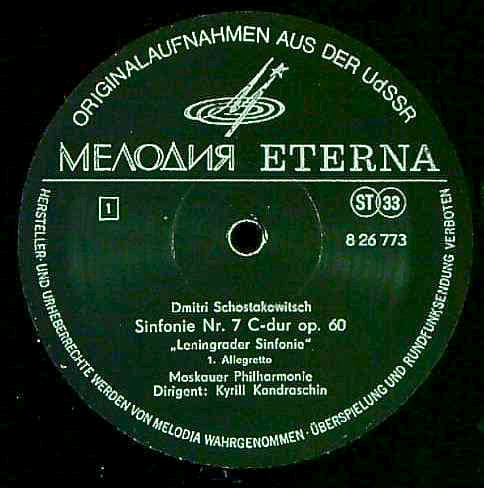 ORIGINALAUFNAHMEN AUS DER UdSSR
МЕЛОДИЯ ETERNA
1
ST 33
8 26 773
Dmitri Schostakowitsch
Sinfonie Nr. 7 C-dur op. 60
„Leningrader Sinfonie"
1. Allegretto
Moskauer Philharmonie
Dirigent: Kyrill Kondraschin
HERSTELLER- UND URHEBERRECHTE WERDEN VON MELODIA WAHRGENOMMEN · ÜBERSPIELUNG UND RUNDFUNKSENDUNG VERBOTEN